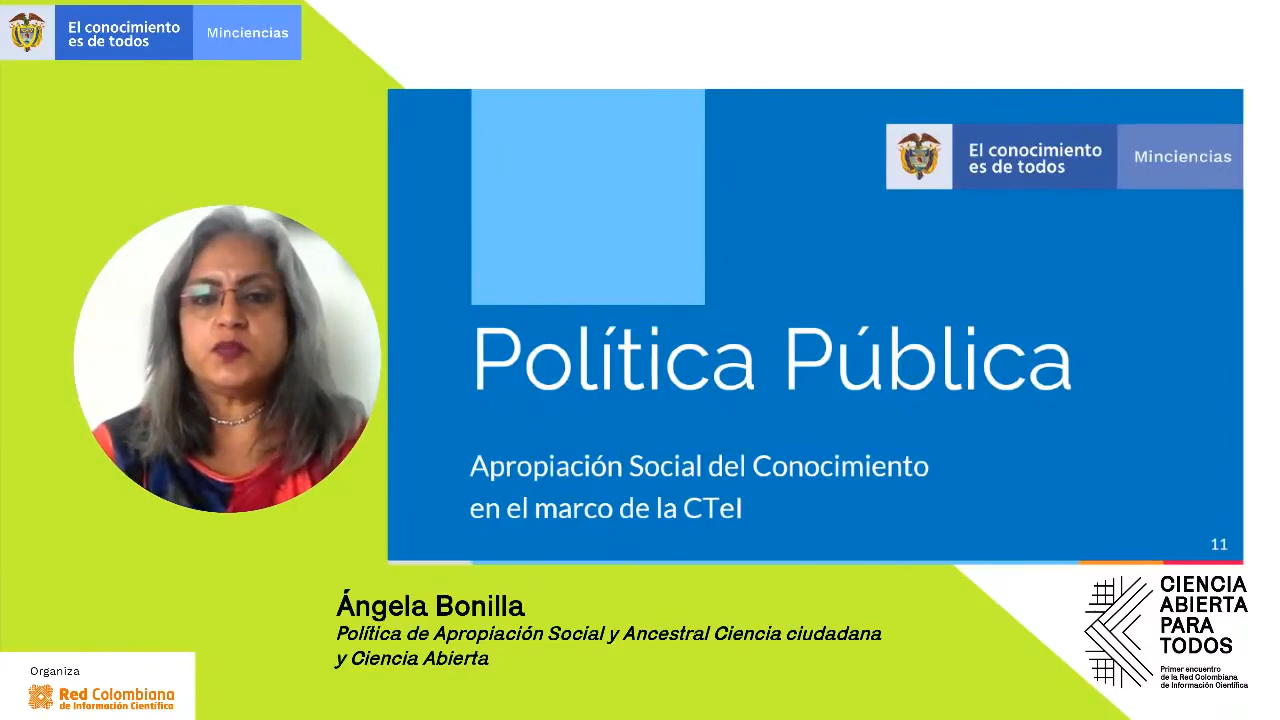 El conocimiento
es de todos
Minciencias
El conocimiento
es de todos
Minciencias
Política Pública
Apropiación Social del Conocimiento
en el marco de la CTeI
11
Ángela Bonilla
Política de Apropiación Social y Ancestral Ciencia ciudadana
y Ciencia Abierta
CIENCIA
ABIERTA
PARA
TODOS
Primer encuentro
de la Red Colombiana
de Información Científica
Organiza
Red Colombiana
de Información Científica